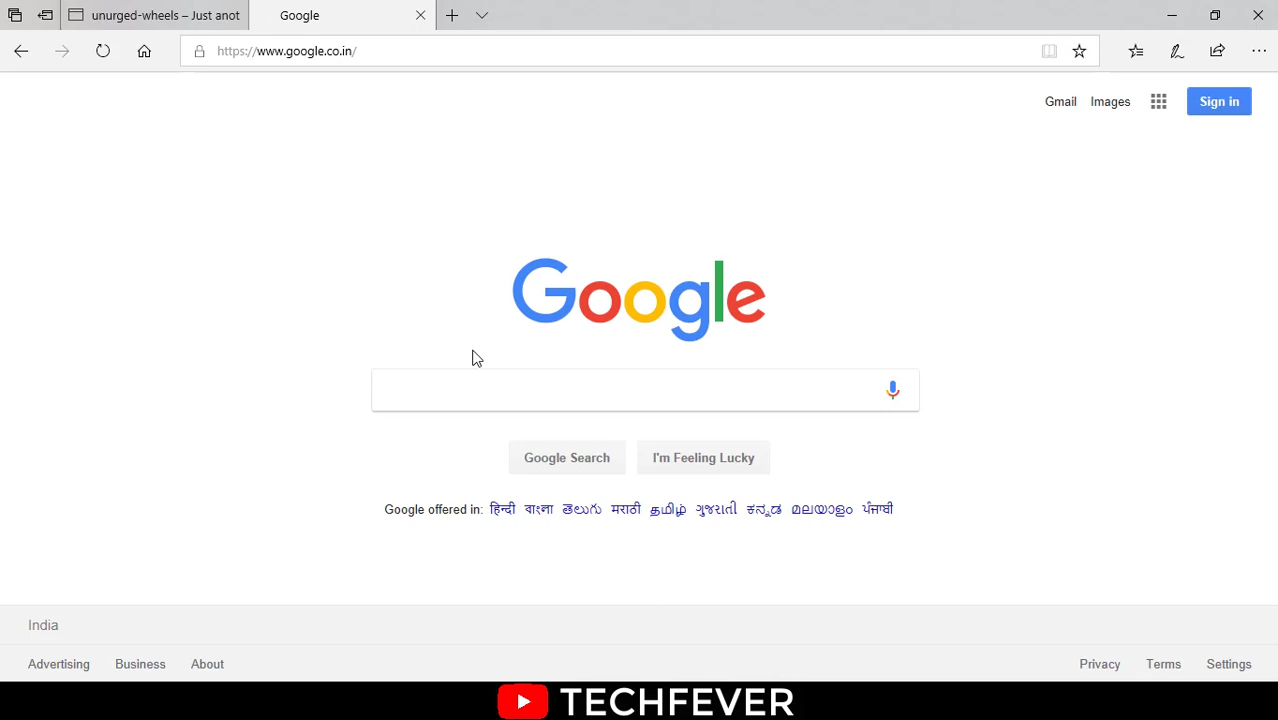 unurged-wheels – Just anot
Google
https://www.google.co.in/
Gmail Images Sign in
Google
Google Search I'm Feeling Lucky
Google offered in: हिन्दी বাংলা తెలుగు मराठी தமிழ் ગુજરાતી ಕನ್ನಡ മലയാളം ਪੰਜਾਬੀ
India
Advertising Business About Privacy Terms Settings
TECHFEVER